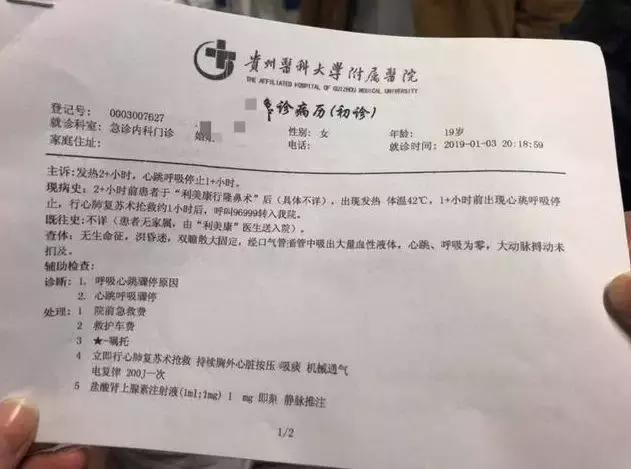 貴州醫科大學附屬醫院
THE AFFILIATED HOSPITAL OF GUIZHOU MEDICAL UNIVERSITY
诊病历(初诊)
登记号: 0003007627
就诊科室: 急诊内科门诊 性别: 女 年龄: 19岁
家庭住址: 电话: 就诊时间: 2019-01-03 20:18:59
主诉:发热2+小时,心跳呼吸停止1+小时。
现病史: 2+小时前患者于"利美康行隆鼻术"后(具体不详),出现发热 体温42℃, 1+小时前出现心跳呼吸停
止,行心肺复苏术抢救约1小时后,呼叫96999转入我院。
既往史:不详(患者无家属,由"利美康"医生送入院)。
查体: 无生命征,深昏迷,双瞳散大固定,经口气管插管中吸出大量血性液体,心跳、呼吸为零,大动脉搏动未
扪及。
辅助检查:
诊断: 1. 呼吸心跳骤停原因
2. 心跳呼吸骤停
处理: 1 院前急救费
2 救护车费
3 ★-嘱托
4 立即行心肺复苏术抢救 持续胸外心脏按压 吸痰 机械通气
电复律 200J一次
5 盐酸肾上腺素注射液(1ml;1mg) 1 mg 即刻 静脉推注
1/2